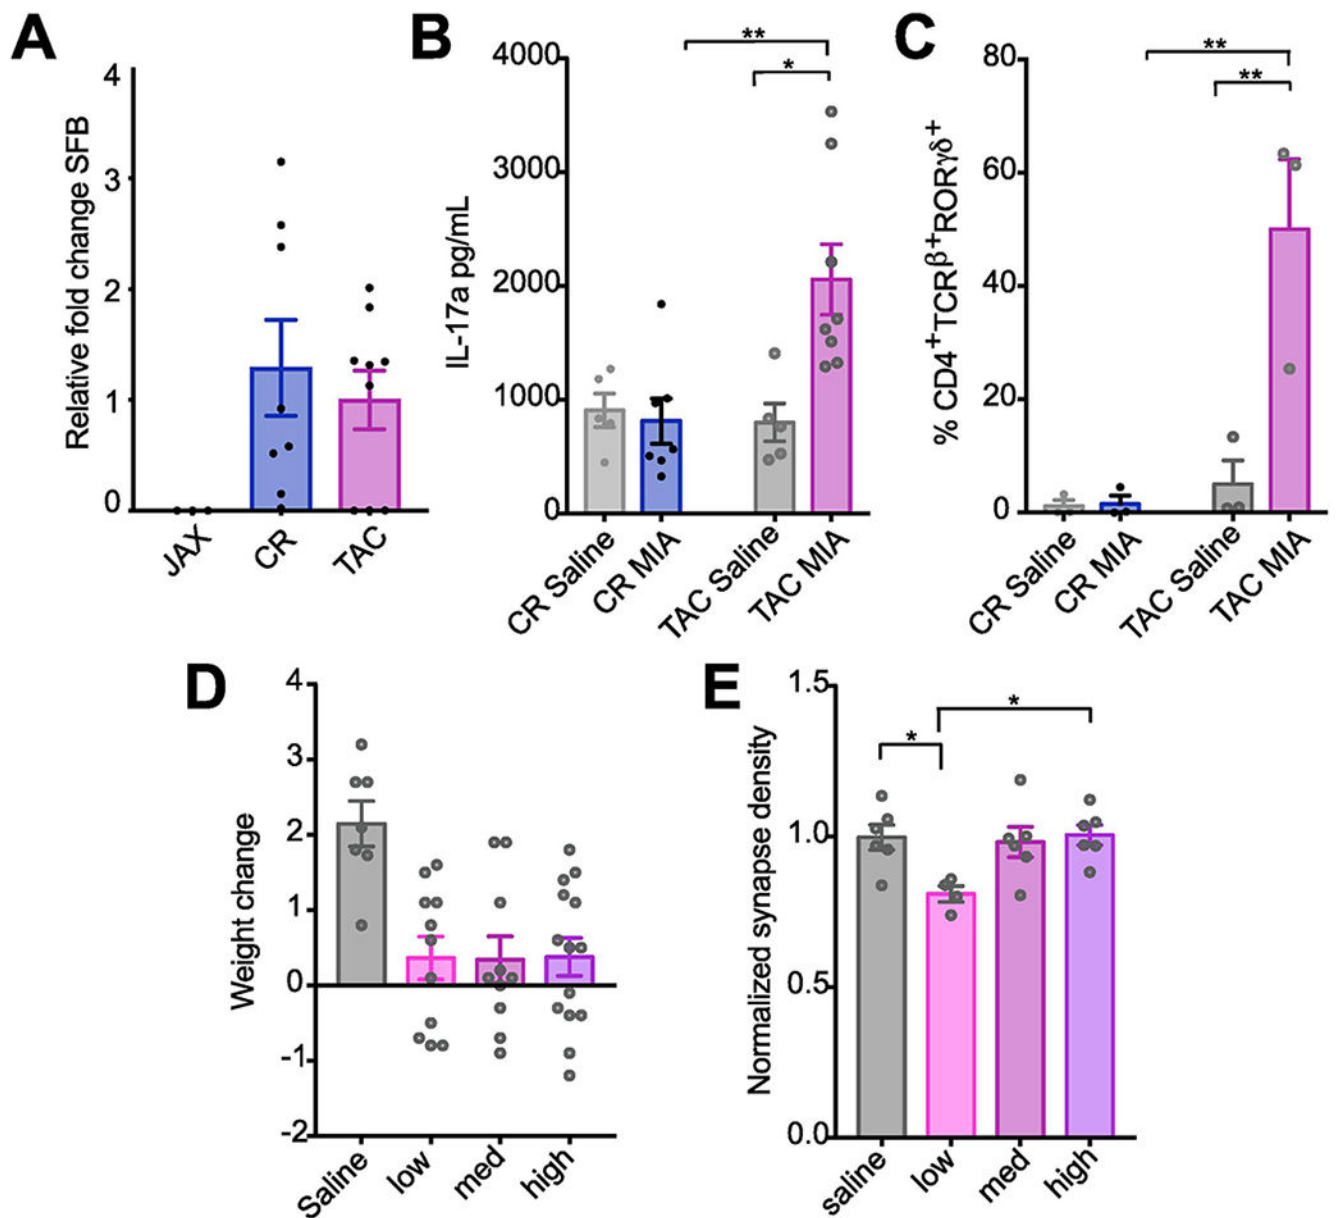 A
Relative fold change SFB
4
3
2
1
0
JAX
CR
TAC
B
IL-17a pg/mL
4000
3000
2000
1000
0
**
*
CR Saline
CR MIA
TAC Saline
TAC MIA
C
% CD4⁺TCRβ⁺RORγδ⁺
80
60
40
20
0
**
**
CR Saline
CR MIA
TAC Saline
TAC MIA
D
Weight change
4
3
2
1
0
-1
-2
Saline
low
med
high
E
Normalized synapse density
1.5
1.0
0.5
0.0
*
*
saline
low
med
high